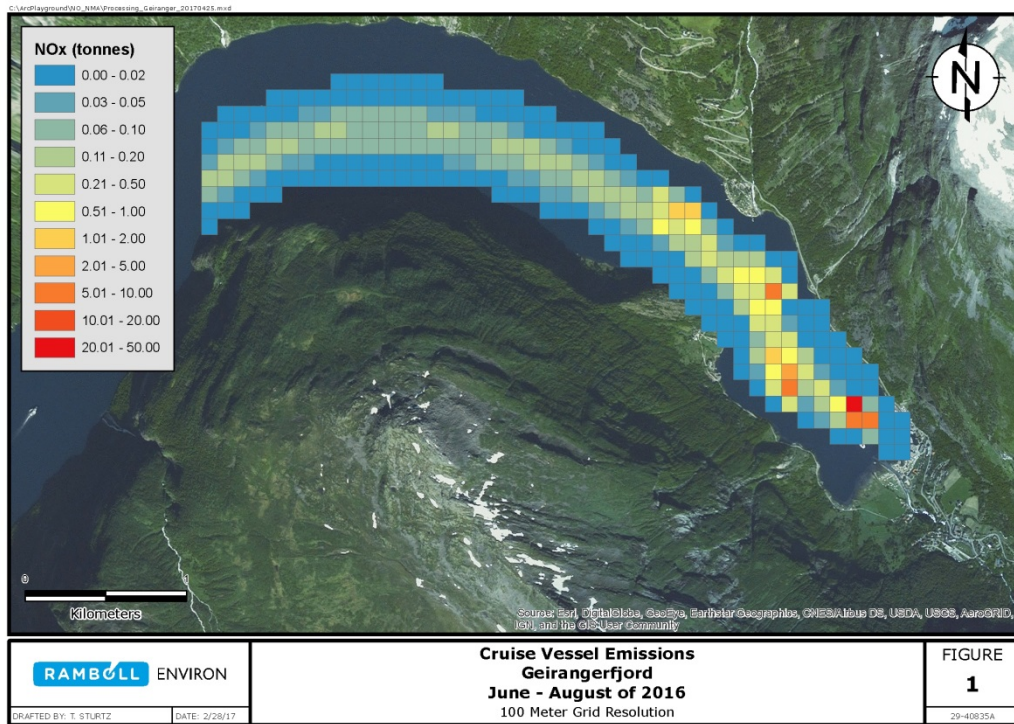 C:\ArcPlayground\NO_NMA\Processing_Geiranger_20170425.mxd
NOx (tonnes)
0.00 - 0.02
0.03 - 0.05
0.06 - 0.10
0.11 - 0.20
0.21 - 0.50
0.51 - 1.00
1.01 - 2.00
2.01 - 5.00
5.01 - 10.00
10.01 - 20.00
20.01 - 50.00
N
0 1
Kilometers
Source: Esri, DigitalGlobe, GeoEye, Earthstar Geographics, CNES/Airbus DS, USDA, USGS, AeroGRID,
IGN, and the GIS User Community
RAMBOLL ENVIRON
DRAFTED BY: T. STURTZ DATE: 2/28/17
Cruise Vessel Emissions
Geirangerfjord
June - August of 2016
100 Meter Grid Resolution
FIGURE
1
29-40835A